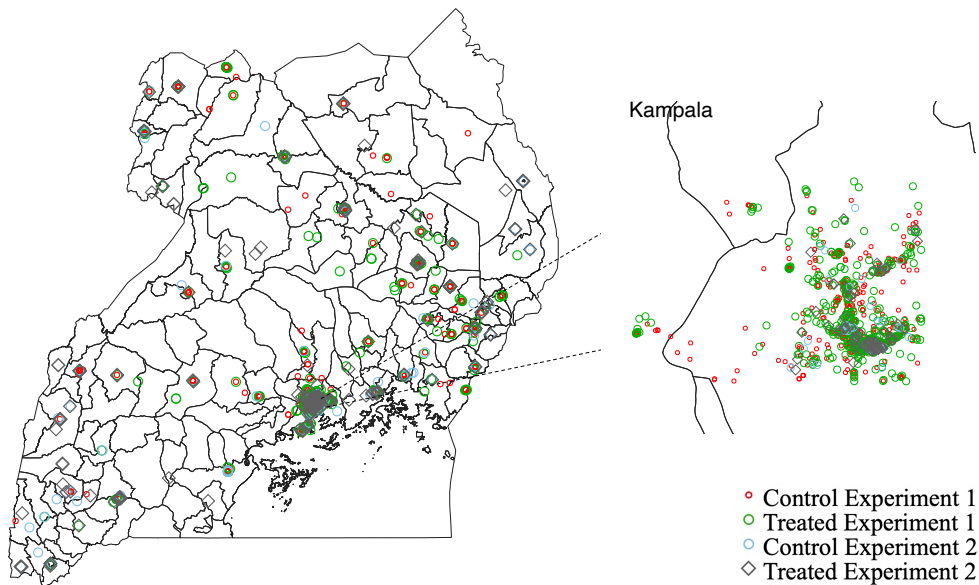 Kampala
Control Experiment 1
Treated Experiment 1
Control Experiment 2
Treated Experiment 2